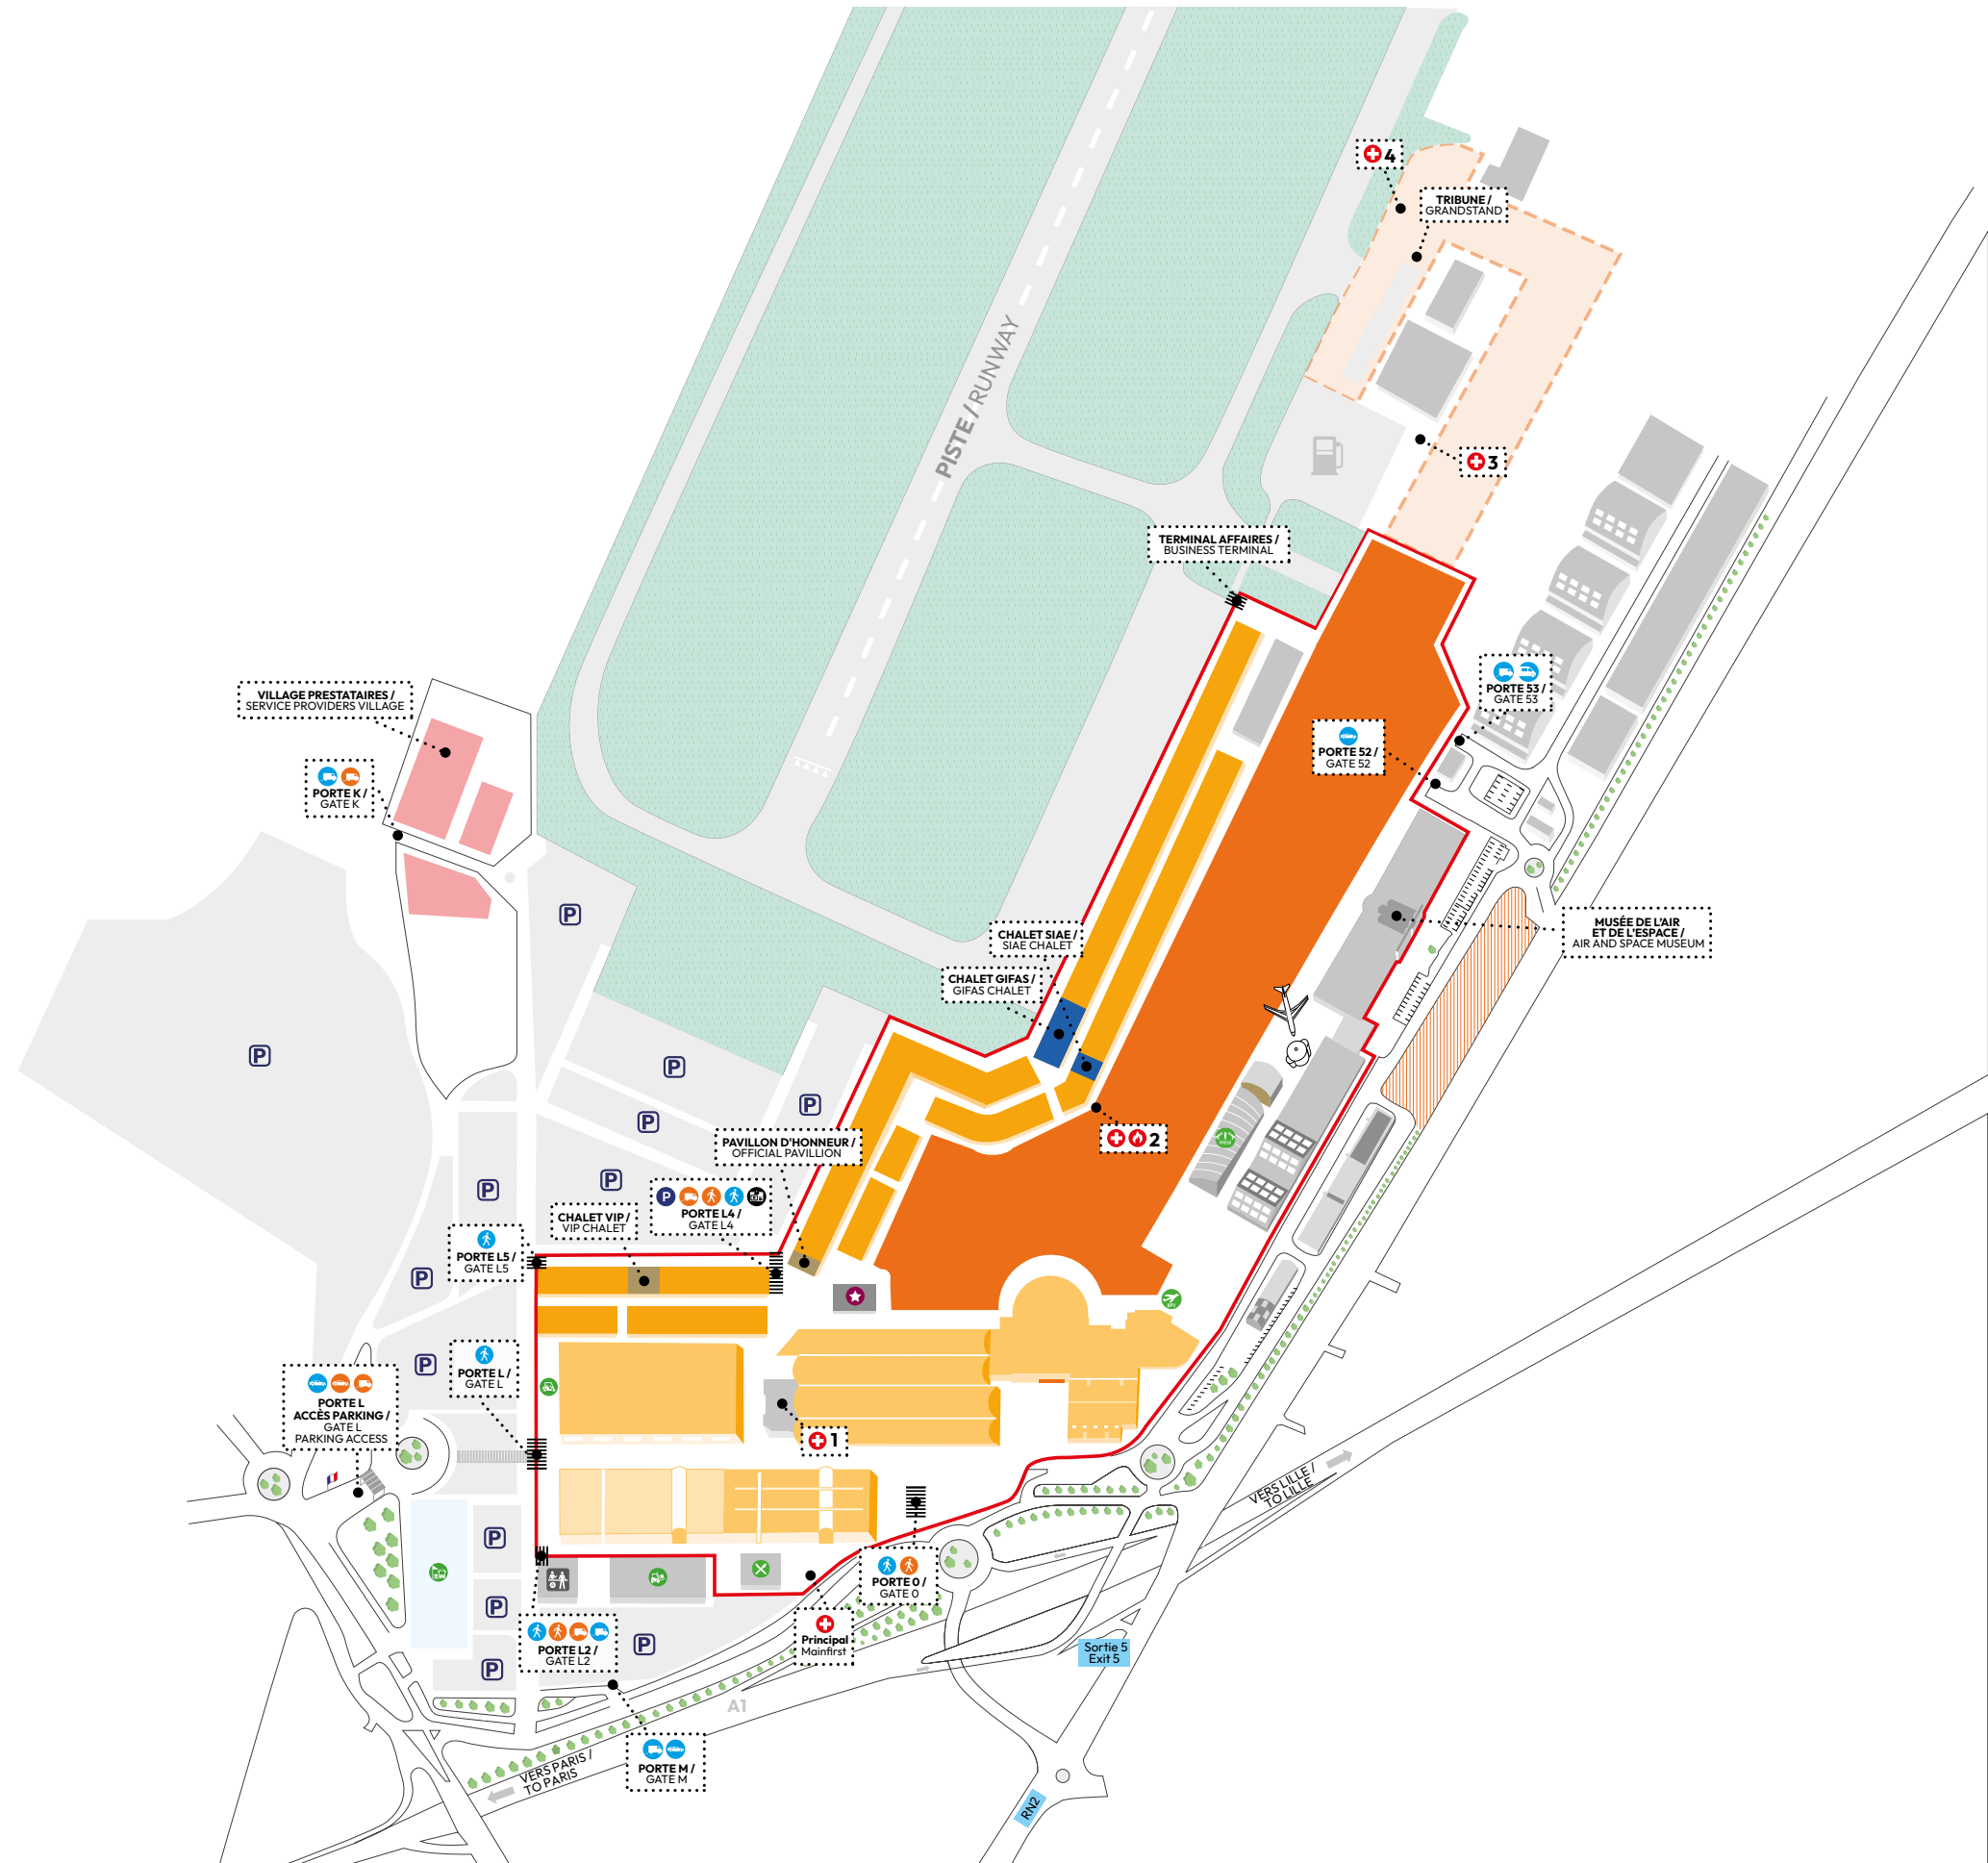 4
TRIBUNE /
GRANDSTAND
PISTE / RUNWAY
3
TERMINAL AFFAIRES /
BUSINESS TERMINAL
VILLAGE PRESTATAIRES /
SERVICE PROVIDERS VILLAGE
PORTE K /
GATE K
PORTE 53 /
GATE 53
PORTE 52 /
GATE 52
P
MUSÉE DE L'AIR
ET DE L'ESPACE /
AIR AND SPACE MUSEUM
CHALET SIAE /
SIAE CHALET
CHALET GIFAS /
GIFAS CHALET
P
P
P
P
2
PAVILLON D'HONNEUR /
OFFICIAL PAVILLION
P
P
P
PORTE L4 /
GATE L4
CHALET VIP /
VIP CHALET
PORTE L5 /
GATE L5
P
PORTE L /
GATE L
P
PORTE L
ACCÈS PARKING /
GATE L
PARKING ACCESS
1
VERS LILLE /
TO LILLE
P
PORTE 0 /
GATE 0
P
Principal
Mainfirst
PORTE L2 /
GATE L2
P
P
Sortie 5
Exit 5
A1
PORTE M /
GATE M
VERS PARIS /
TO PARIS
RN2